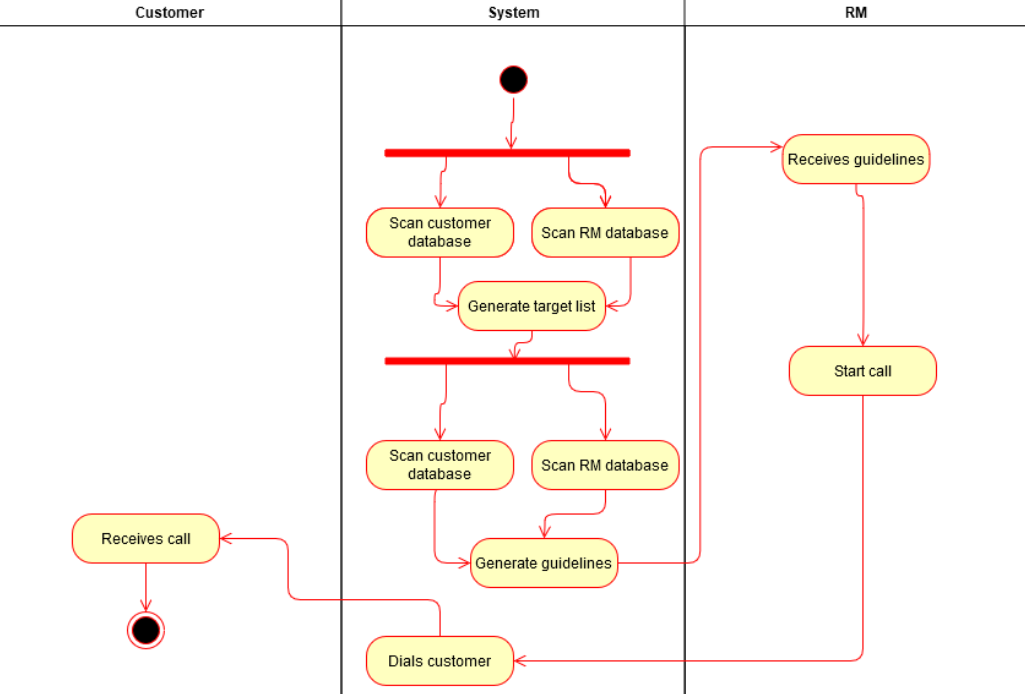 Customer
System
RM
Receives guidelines
Scan customer
database
Scan RM database
Generate target list
Start call
Scan customer
database
Scan RM database
Receives call
Generate guidelines
Dials customer